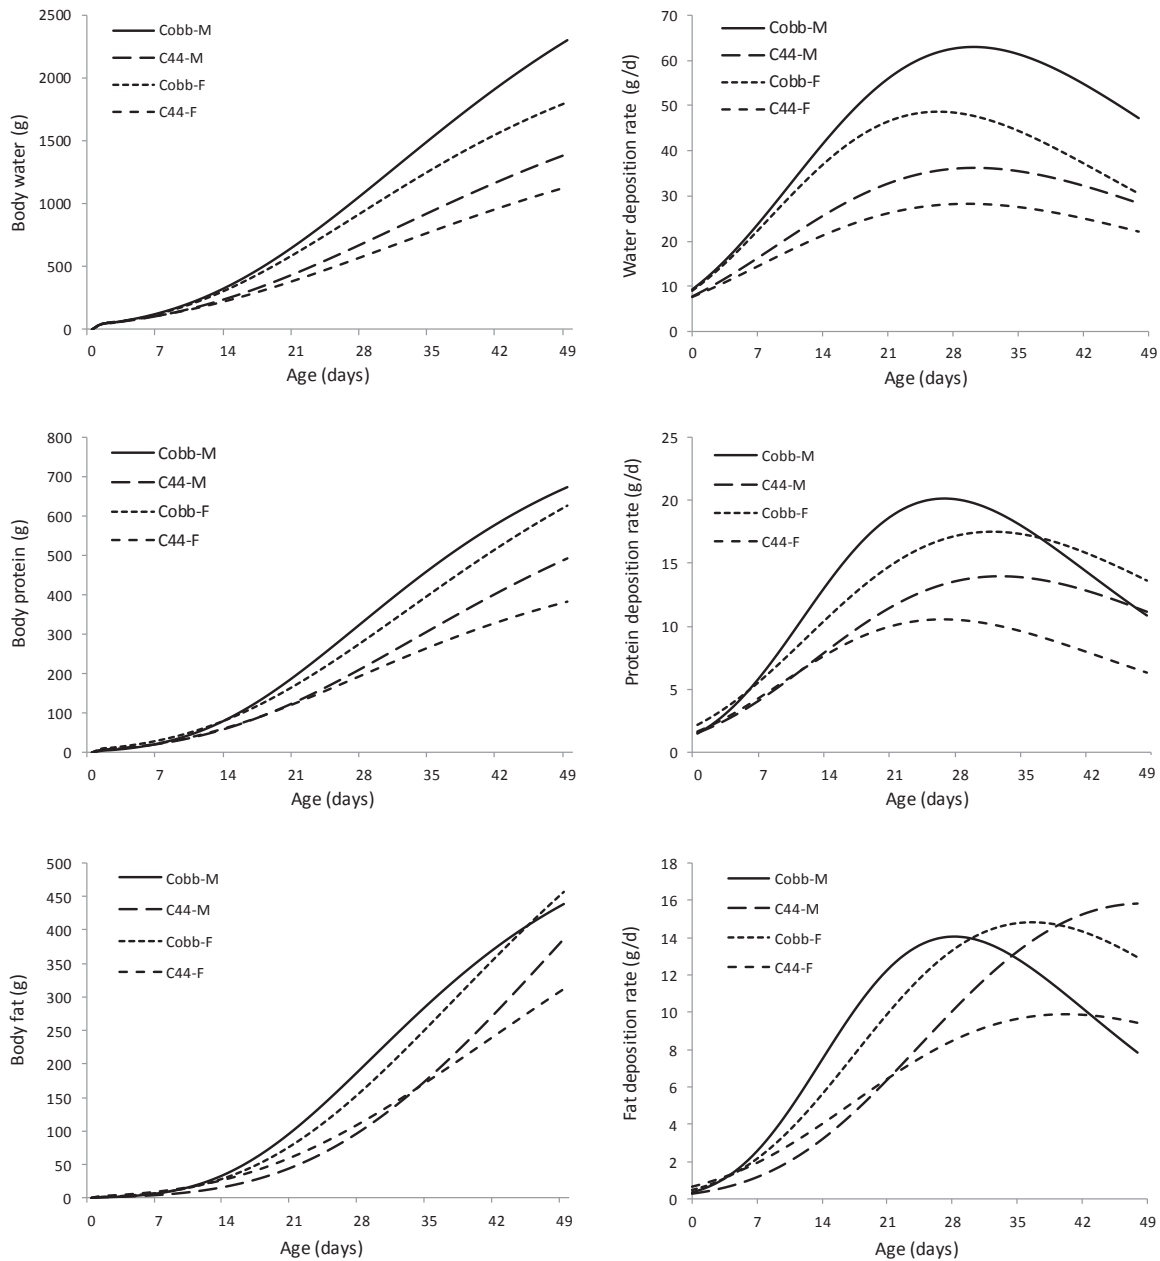 Body water (g)
2500
2000
1500
1000
500
0
Cobb-M
C44-M
Cobb-F
C44-F
0 7 14 21 28 35 42 49
Age (days)
Water deposition rate (g/d)
70
60
50
40
30
20
10
0
Cobb-M
C44-M
Cobb-F
C44-F
0 7 14 21 28 35 42 49
Age (days)
Body protein (g)
800
700
600
500
400
300
200
100
0
Cobb-M
C44-M
Cobb-F
C44-F
0 7 14 21 28 35 42 49
Age (days)
Protein deposition rate (g/d)
25
20
15
10
5
0
Cobb-M
C44-M
Cobb-F
C44-F
0 7 14 21 28 35 42 49
Age (days)
Body fat (g)
500
450
400
350
300
250
200
150
100
50
0
Cobb-M
C44-M
Cobb-F
C44-F
0 7 14 21 28 35 42 49
Age (days)
Fat deposition rate (g/d)
18
16
14
12
10
8
6
4
2
0
Cobb-M
C44-M
Cobb-F
C44-F
0 7 14 21 28 35 42 49
Age (days)